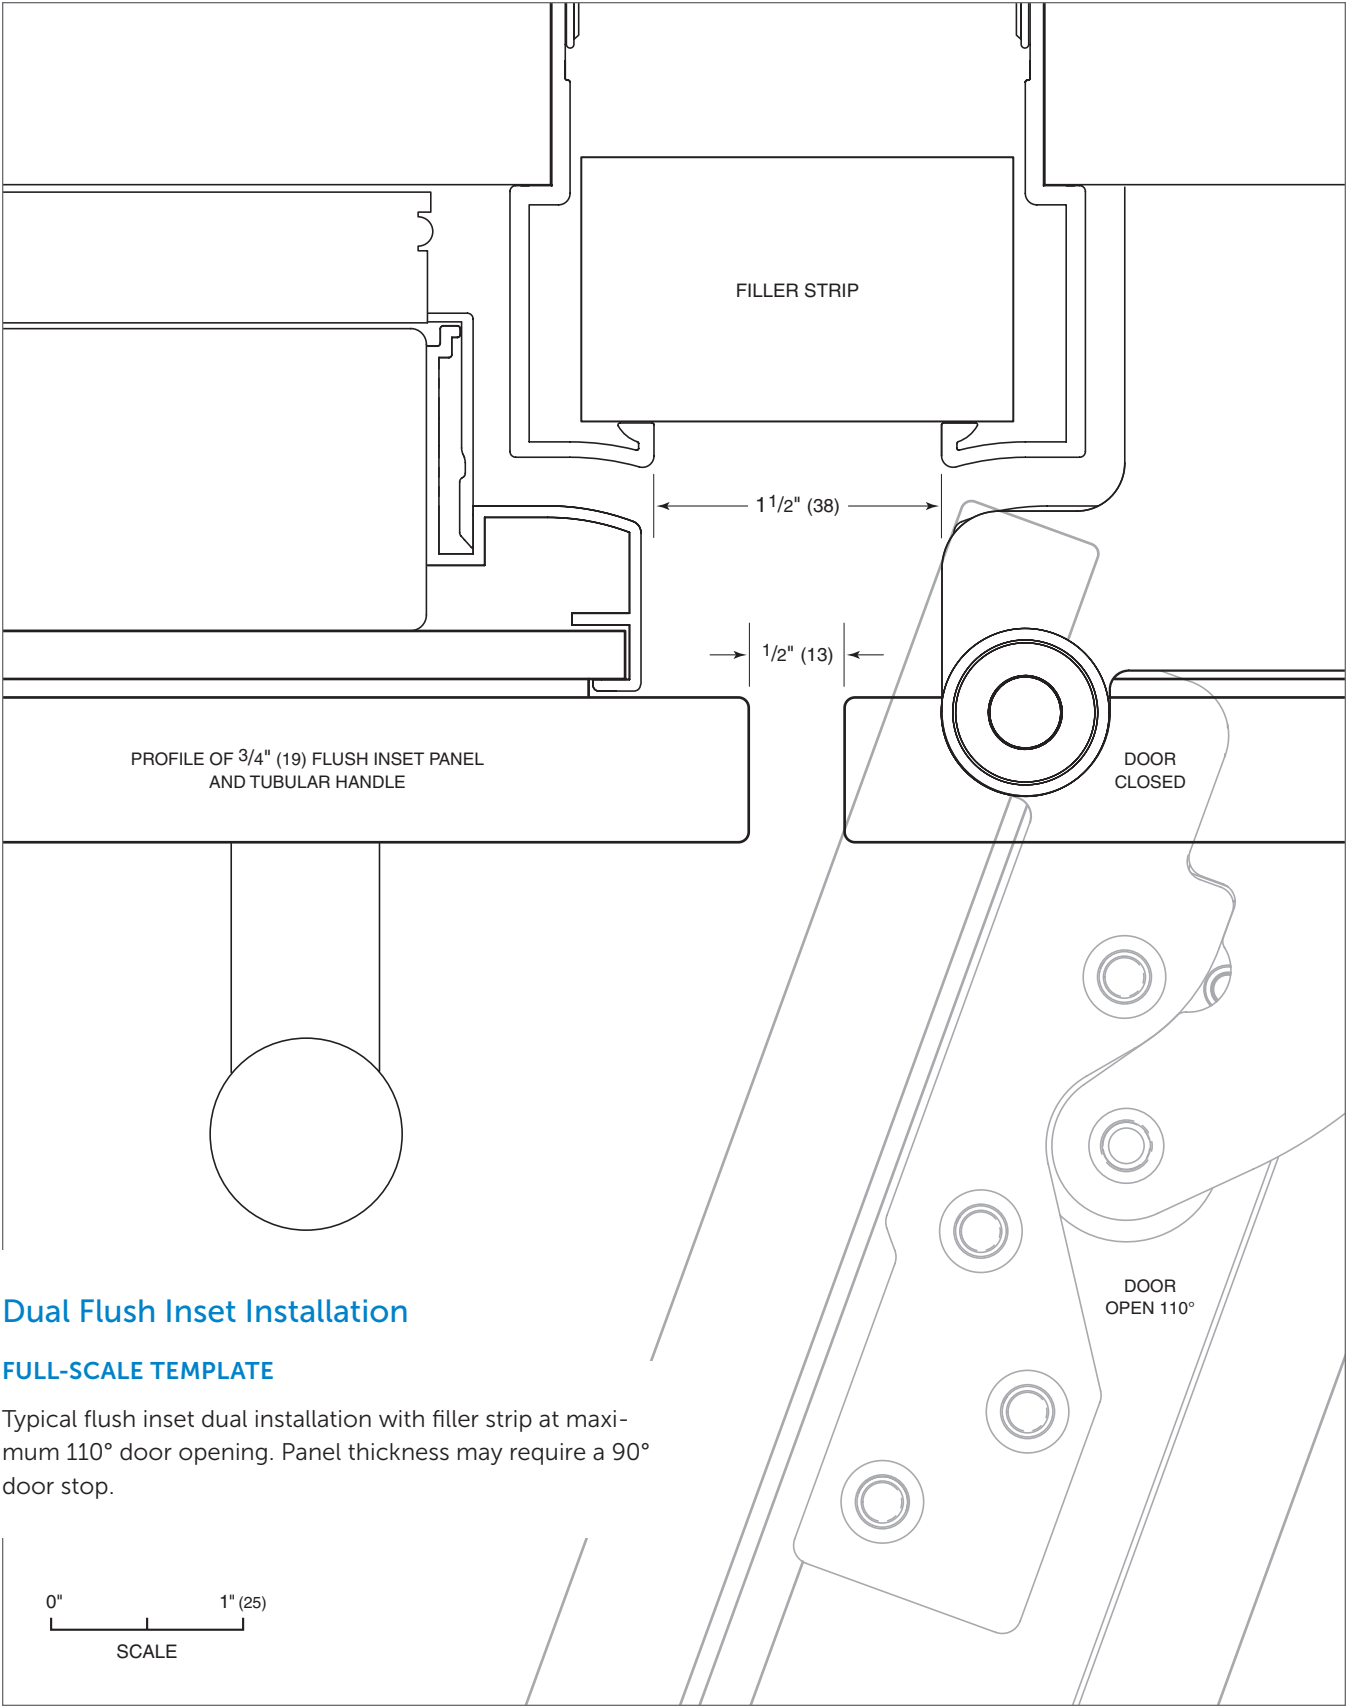 FILLER STRIP
1 1/2" (38)
1/2" (13)
PROFILE OF 3/4" (19) FLUSH INSET PANEL
AND TUBULAR HANDLE
DOOR
CLOSED
DOOR
OPEN 110°
Dual Flush Inset Installation
FULL-SCALE TEMPLATE
Typical flush inset dual installation with filler strip at maxi-
mum 110° door opening. Panel thickness may require a 90°
door stop.
0" 1" (25)
SCALE